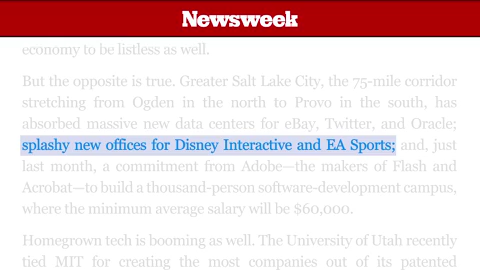 Newsweek
economy to be listless as well.
But the opposite is true. Greater Salt Lake City, the 75-mile corridor
stretching from Ogden in the north to Provo in the south, has
absorbed massive new data centers for eBay, Twitter, and Oracle;
splashy new offices for Disney Interactive and EA Sports; and, just
last month, a commitment from Adobe—the makers of Flash and
Acrobat—to build a thousand-person software-development campus,
where the minimum average salary will be $60,000.
Homegrown tech is booming as well. The University of Utah recently
tied MIT for creating the most companies out of its patented